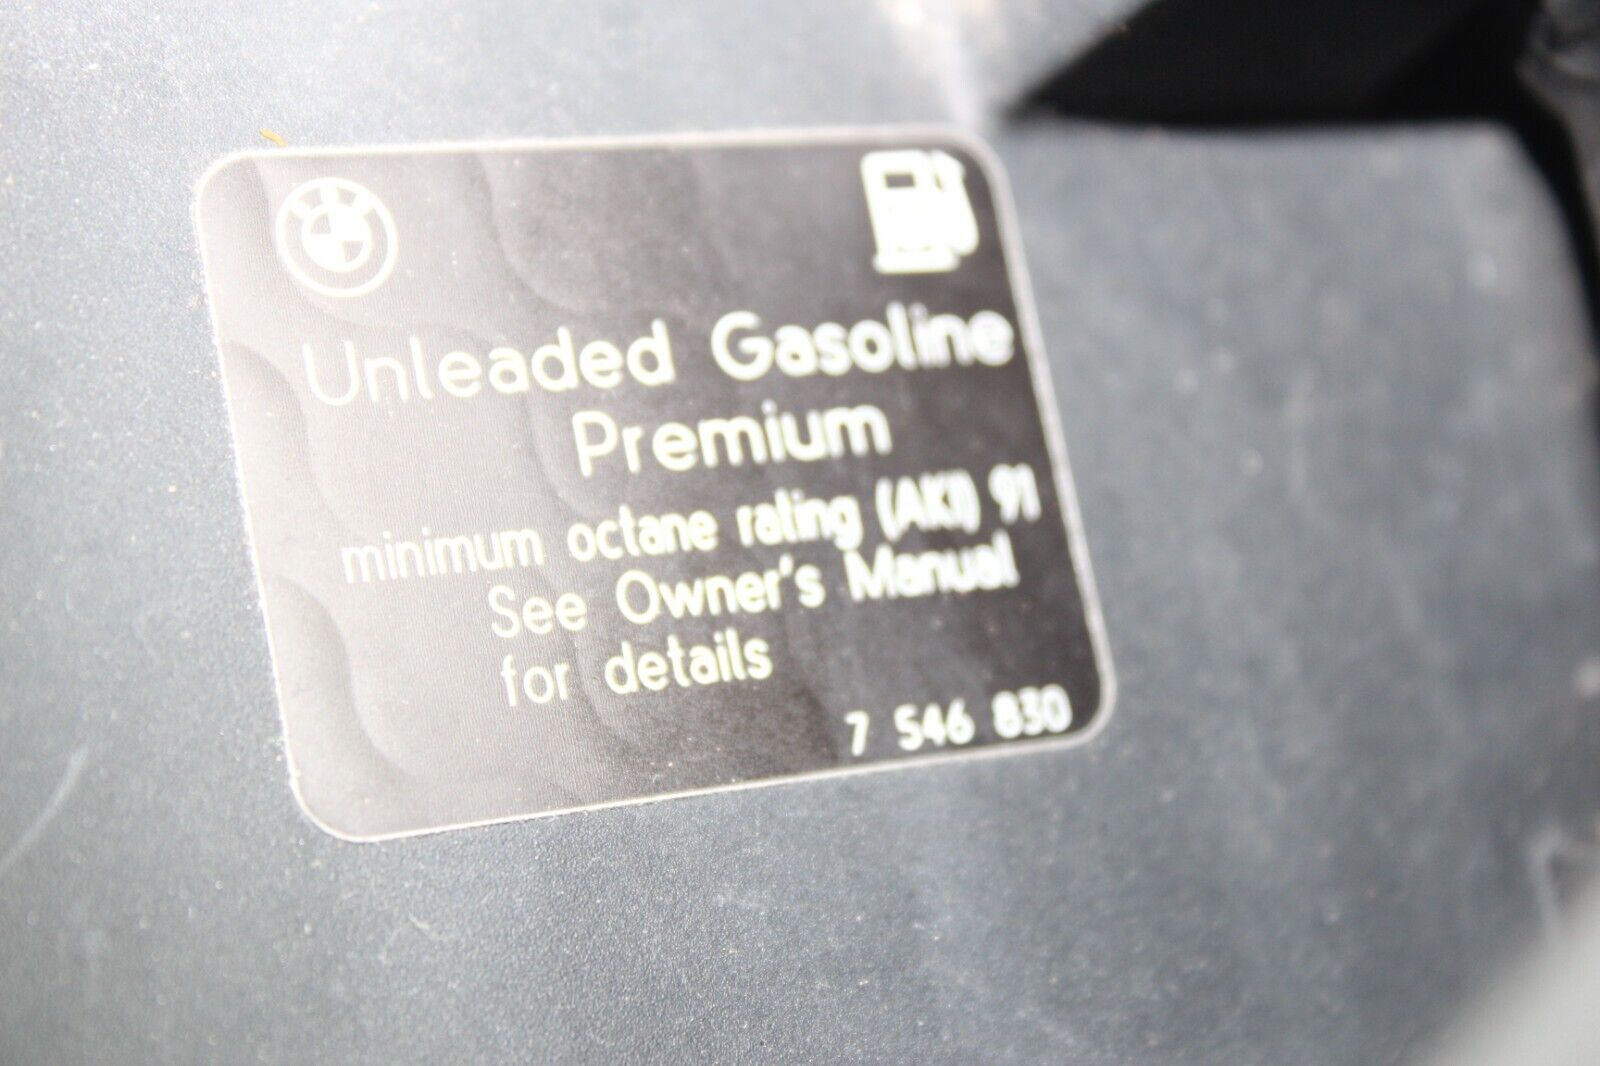 Unleaded Gasoline
Premium
minimum octane rating (AKI) 91
See Owner's Manual
for details
7 546 830